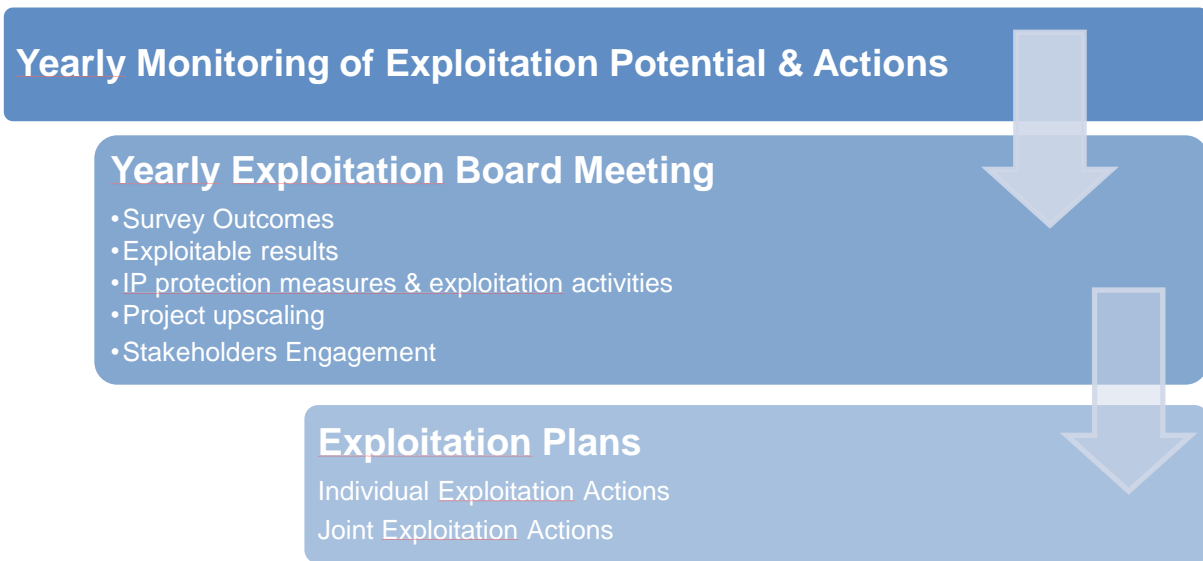 Yearly Monitoring of Exploitation Potential & Actions
Yearly Exploitation Board Meeting
•Survey Outcomes
•Exploitable results
•IP protection measures & exploitation activities
•Project upscaling
•Stakeholders Engagement
Exploitation Plans
Individual Exploitation Actions
Joint Exploitation Actions